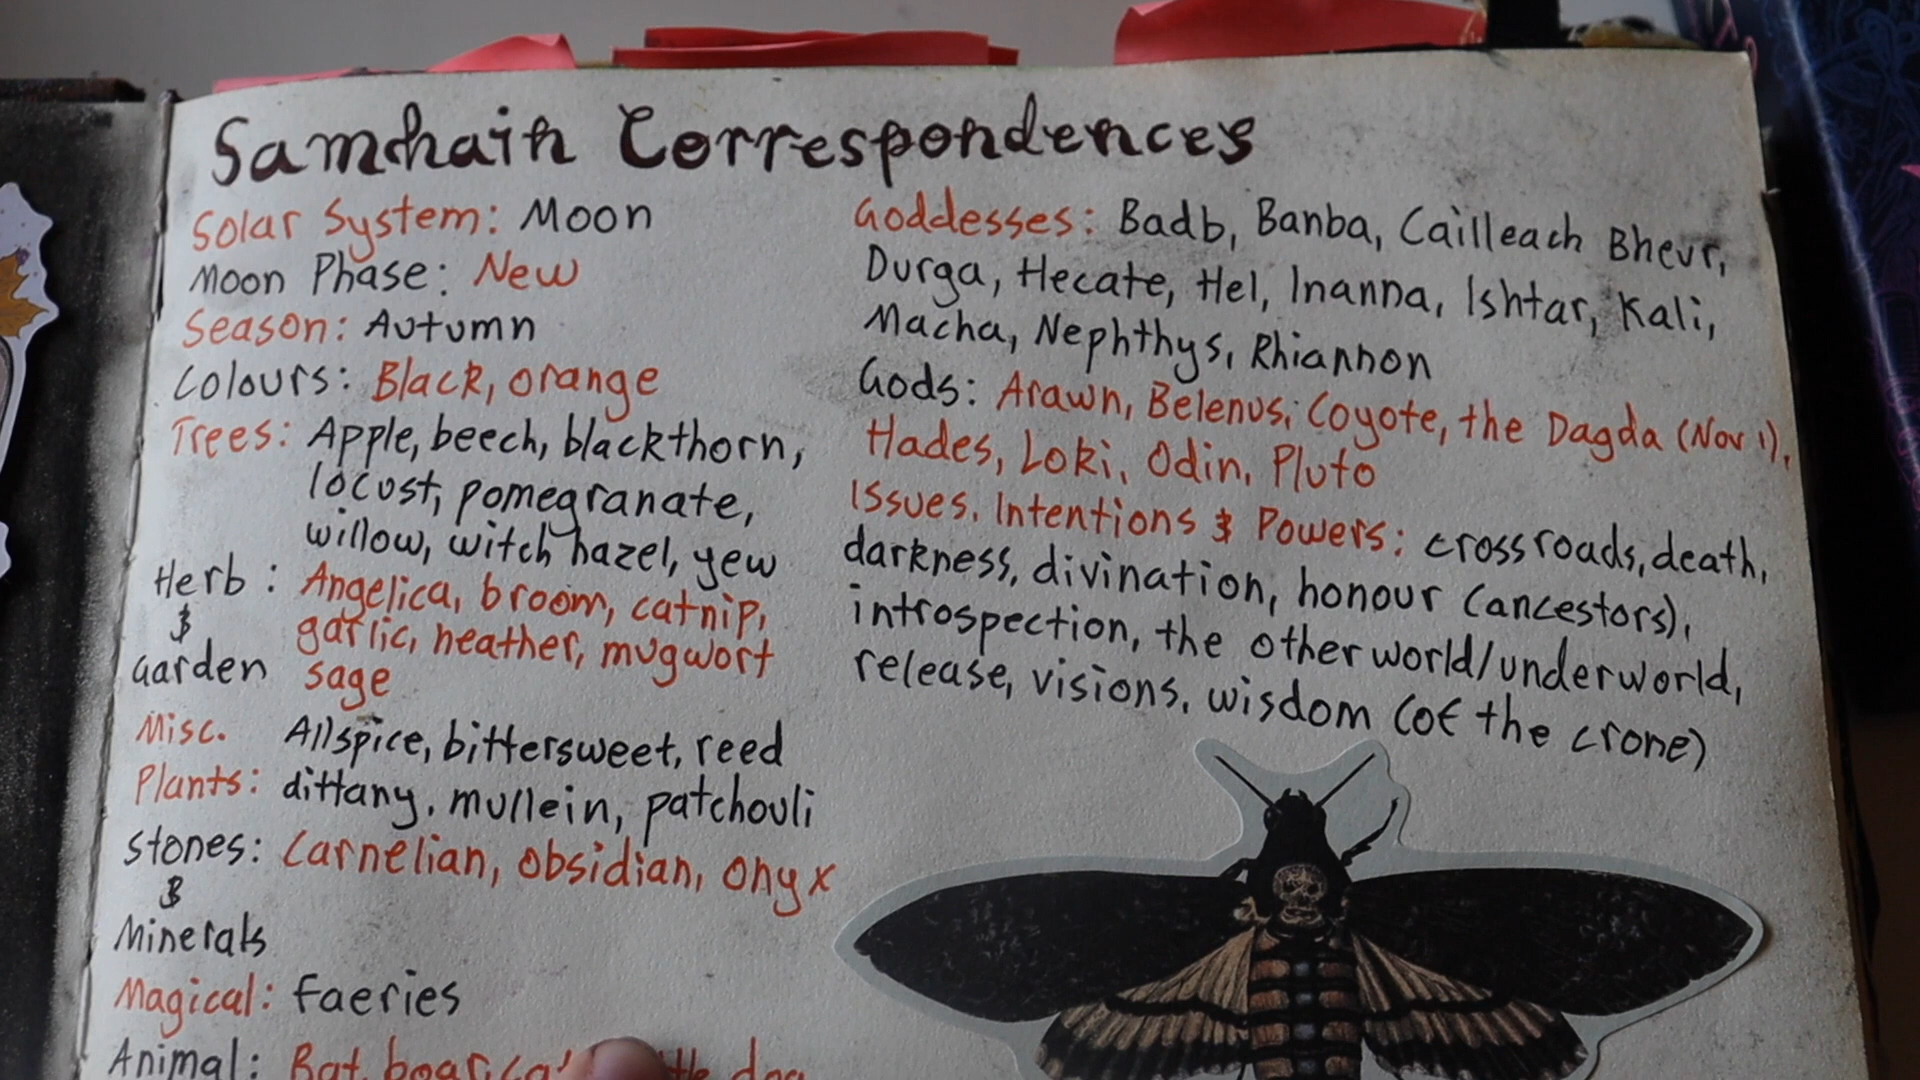 Samhain Correspondences
Solar System: Moon
Moon Phase: New
Season: Autumn
Colours: Black, orange
Trees: Apple, beech, blackthorn,
locust, pomegranate,
willow, witch hazel, yew
Herb : Angelica, broom, catnip,
& garlic, heather, mugwort
Garden sage
Misc. Allspice, bittersweet, reed
Plants: dittany, mullein, patchouli
Stones: Carnelian, obsidian, onyx
&
Minerals
Magical: Faeries
Animal: Bat, boar, dog
Goddesses: Badb, Banba, Cailleach Bheur,
Durga, Hecate, Hel, Inanna, Ishtar, Kali,
Macha, Nephthys, Rhiannon
Gods: Arawn, Belenus, Coyote, the Dagda (Nov 1),
Hades, Loki, Odin, Pluto
Issues, Intentions & Powers: crossroads, death,
darkness, divination, honour (ancestors),
introspection, the otherworld/underworld,
release, visions, wisdom (of the crone)